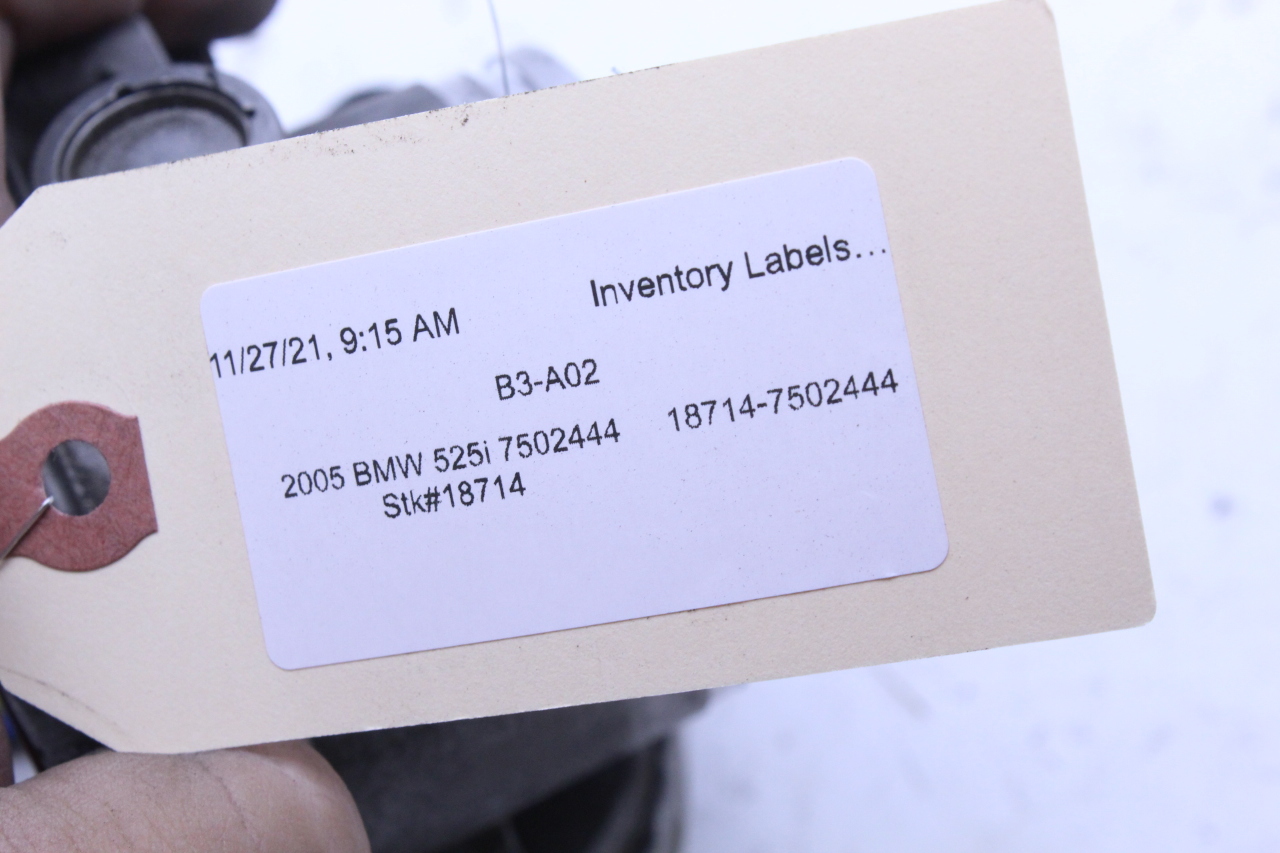 11/27/21, 9:15 AM Inventory Labels...
B3-A02
2005 BMW 525i 7502444 18714-7502444
Stk#18714